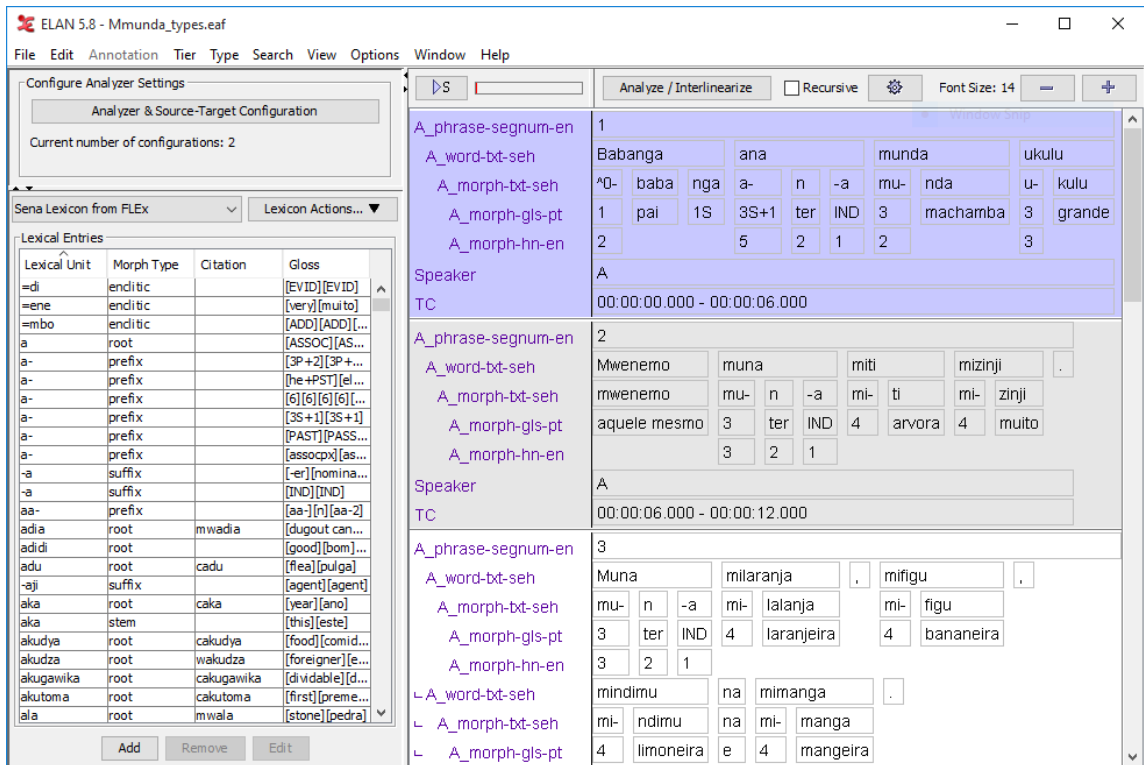 ELAN 5.8 - Mmunda_types.eaf
File Edit Annotation Tier Type Search View Options Window Help
Configure Analyzer Settings
Analyzer & Source-Target Configuration
Current number of configurations: 2
Sena Lexicon from FLEx Lexicon Actions... ▼
Lexical Entries
Lexical Unit Morph Type Citation Gloss
=di enclitic [EVID][EVID]
=ene enclitic [very][muito]
=mbo enclitic [ADD][ADD][...
a root [ASSOC][AS...
a- prefix [3P+2][3P+...
a- prefix [he+PST][el...
a- prefix [6][6][6][6][...
a- prefix [3S+1][3S+1]
a- prefix [PAST][PASS...
a- prefix [assocpx][as...
-a suffix [-er][nomina...
-a suffix [IND][IND]
aa- prefix [aa-][n][aa-2]
adia root mwadia [dugout can...
adidi root [good][bom]...
adu root cadu [flea][pulga]
-aji suffix [agent][agent]
aka root caka [year][ano]
aka stem [this][este]
akudya root cakudya [food][comid...
akudza root wakudza [foreigner][e...
akugawika root cakugawika [dividable][d...
akutoma root cakutoma [first][preme...
ala root mwala [stone][pedra]
Add Remove Edit
S Analyze / Interlinearize Recursive Font Size: 14
Window Snip
A_phrase-segnum-en 1
A_word-txt-seh Babanga ana munda ukulu
A_morph-txt-seh ^0- baba nga a- n -a mu- nda u- kulu
A_morph-gls-pt 1 pai 1S 3S+1 ter IND 3 machamba 3 grande
A_morph-hn-en 2 5 2 1 2 3
Speaker A
TC 00:00:00.000 - 00:00:06.000
A_phrase-segnum-en 2
A_word-txt-seh Mwenemo muna miti mizinji .
A_morph-txt-seh mwenemo mu- n -a mi- ti mi- zinji
A_morph-gls-pt aquele mesmo 3 ter IND 4 arvora 4 muito
A_morph-hn-en 3 2 1
Speaker A
TC 00:00:06.000 - 00:00:12.000
A_phrase-segnum-en 3
A_word-txt-seh Muna milaranja , mifigu ,
A_morph-txt-seh mu- n -a mi- lalanja mi- figu
A_morph-gls-pt 3 ter IND 4 laranjeira 4 bananeira
A_morph-hn-en 3 2 1
A_word-txt-seh mindimu na mimanga .
A_morph-txt-seh mi- ndimu na mi- manga
A_morph-gls-pt 4 limoneira e 4 mangeira